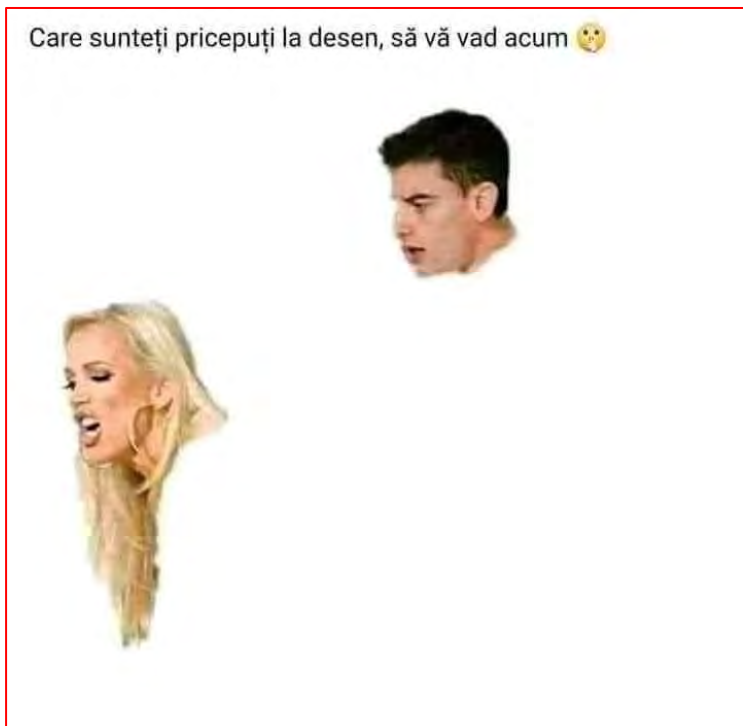 Care sunteți pricepuți la desen, să vă vad acum 🤫